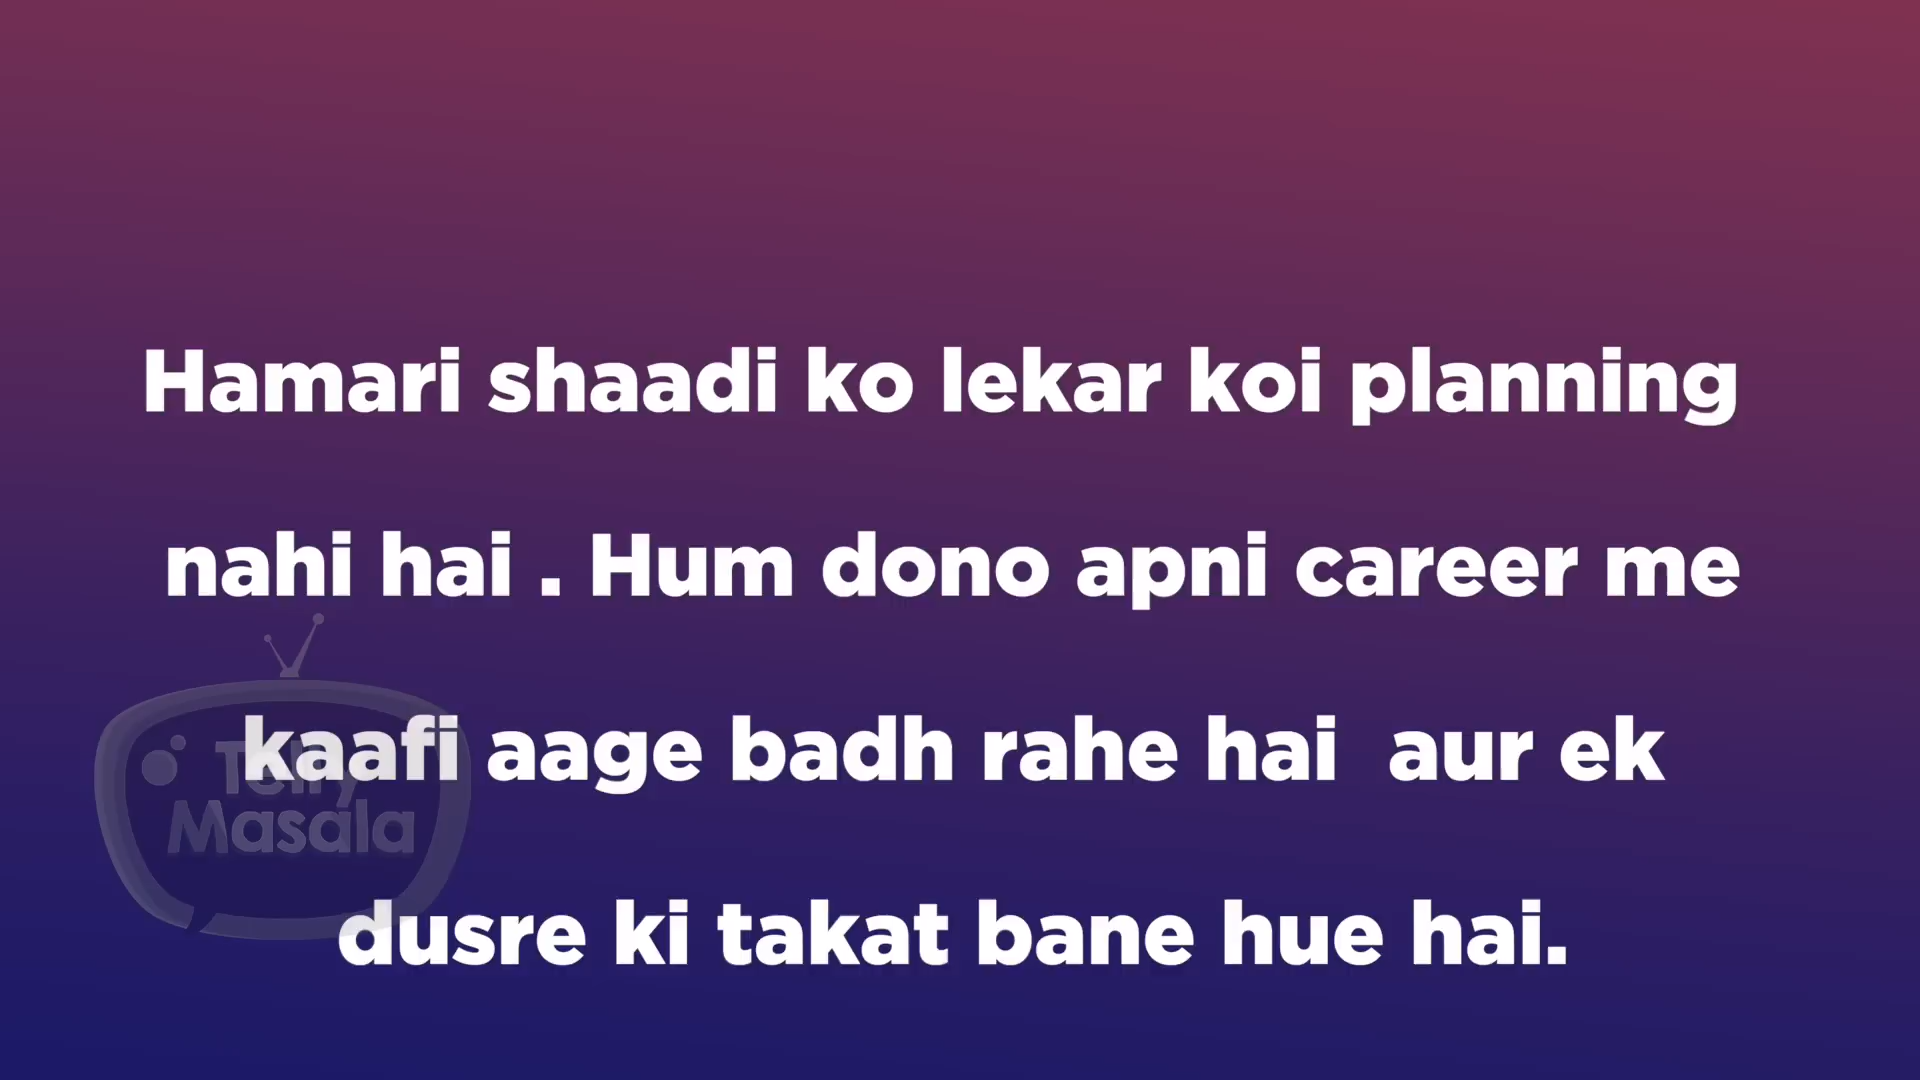 Hamari shaadi ko lekar koi planning
nahi hai . Hum dono apni career me
kaafi aage badh rahe hai  aur ek
Telly
Masala
dusre ki takat bane hue hai.